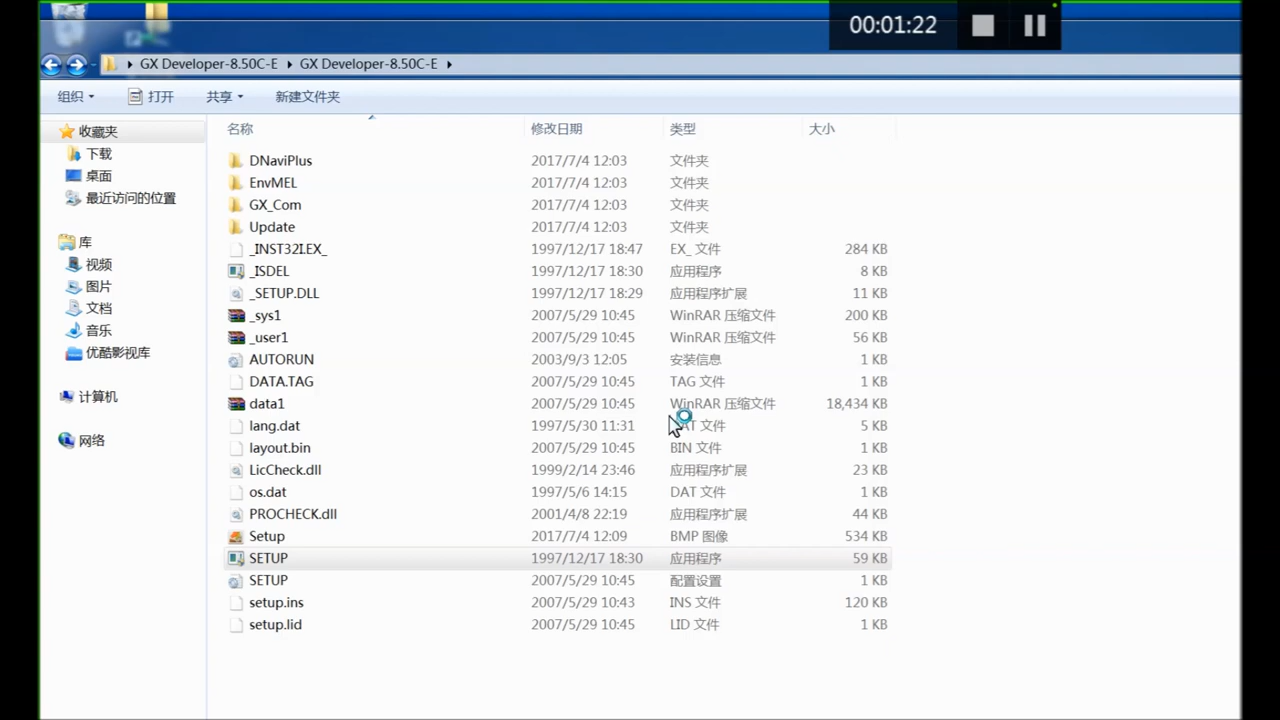 00:01:22
GX Developer-8.50C-E GX Developer-8.50C-E
组织 打开 共享 新建文件夹
名称 修改日期 类型 大小
收藏夹
下载
桌面
最近访问的位置
库
视频
图片
文档
音乐
优酷影视库
计算机
网络
DNaviPlus 2017/7/4 12:03 文件夹
EnvMEL 2017/7/4 12:03 文件夹
GX_Com 2017/7/4 12:03 文件夹
Update 2017/7/4 12:03 文件夹
_INST32I.EX_ 1997/12/17 18:47 EX_ 文件 284 KB
_ISDEL 1997/12/17 18:30 应用程序 8 KB
_SETUP.DLL 1997/12/17 18:29 应用程序扩展 11 KB
_sys1 2007/5/29 10:45 WinRAR 压缩文件 200 KB
_user1 2007/5/29 10:45 WinRAR 压缩文件 56 KB
AUTORUN 2003/9/3 12:05 安装信息 1 KB
DATA.TAG 2007/5/29 10:45 TAG 文件 1 KB
data1 2007/5/29 10:45 WinRAR 压缩文件 18,434 KB
lang.dat 1997/5/30 11:31 DAT 文件 5 KB
layout.bin 2007/5/29 10:45 BIN 文件 1 KB
LicCheck.dll 1999/2/14 23:46 应用程序扩展 23 KB
os.dat 1997/5/6 14:15 DAT 文件 1 KB
PROCHECK.dll 2001/4/8 22:19 应用程序扩展 44 KB
Setup 2017/7/4 12:09 BMP 图像 534 KB
SETUP 1997/12/17 18:30 应用程序 59 KB
SETUP 2007/5/29 10:45 配置设置 1 KB
setup.ins 2007/5/29 10:43 INS 文件 120 KB
setup.lid 2007/5/29 10:45 LID 文件 1 KB